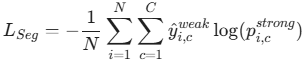 $L_{Seg} = -\frac{1}{N} \sum_{i=1}^{N} \sum_{c=1}^{C} \hat{y}_{i,c}^{weak} \log(p_{i,c}^{strong})$